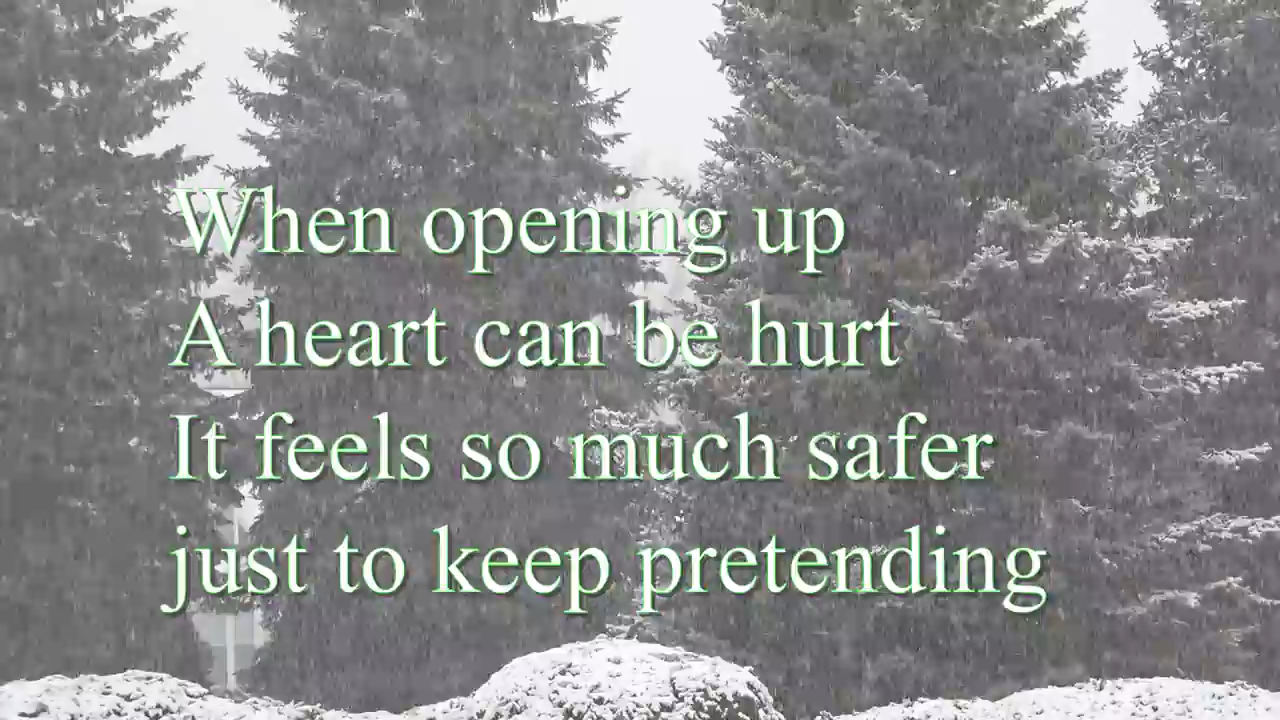 When opening up
A heart can be hurt
It feels so much safer
just to keep pretending